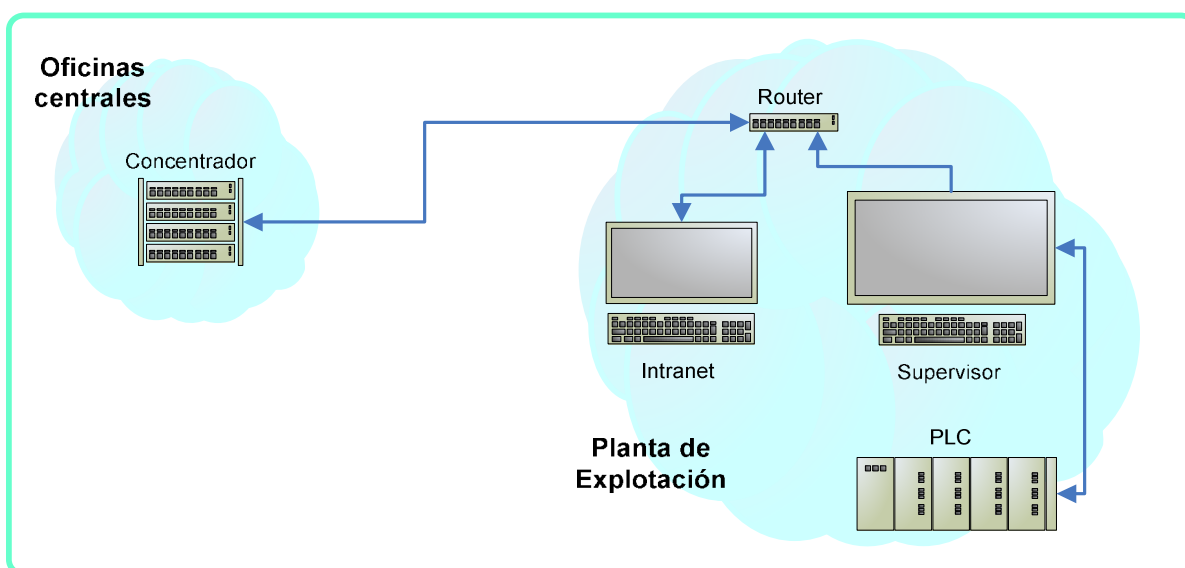 Oficinas
centrales
Concentrador
Router
Intranet
Supervisor
PLC
Planta de
Explotación